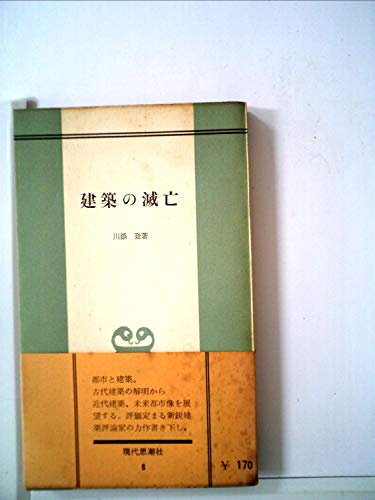 建築の滅亡
川添 登著
都市と建築。
古代建築の解明から
近代建築、未来都市像を展
望する。評価定まる新鋭建
築評論家の力作書き下し。
現代思潮社
6
¥ 170